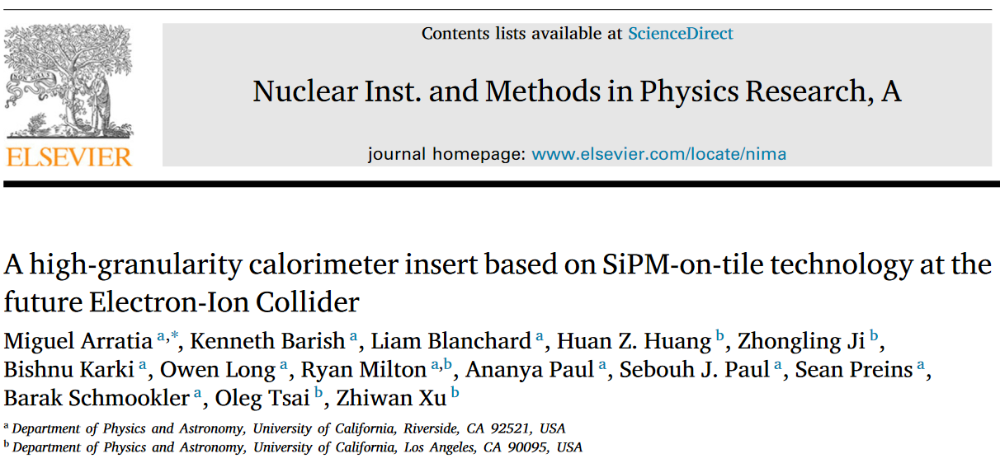 Contents lists available at ScienceDirect
Nuclear Inst. and Methods in Physics Research, A
journal homepage: www.elsevier.com/locate/nima
NON SOLUS
ELSEVIER
A high-granularity calorimeter insert based on SiPM-on-tile technology at the
future Electron-Ion Collider
Miguel Arratia a,*, Kenneth Barish a, Liam Blanchard a, Huan Z. Huang b, Zhongling Ji b,
Bishnu Karki a, Owen Long a, Ryan Milton a,b, Ananya Paul a, Sebouh J. Paul a, Sean Preins a,
Barak Schmookler a, Oleg Tsai b, Zhiwan Xu b
a Department of Physics and Astronomy, University of California, Riverside, CA 92521, USA
b Department of Physics and Astronomy, University of California, Los Angeles, CA 90095, USA